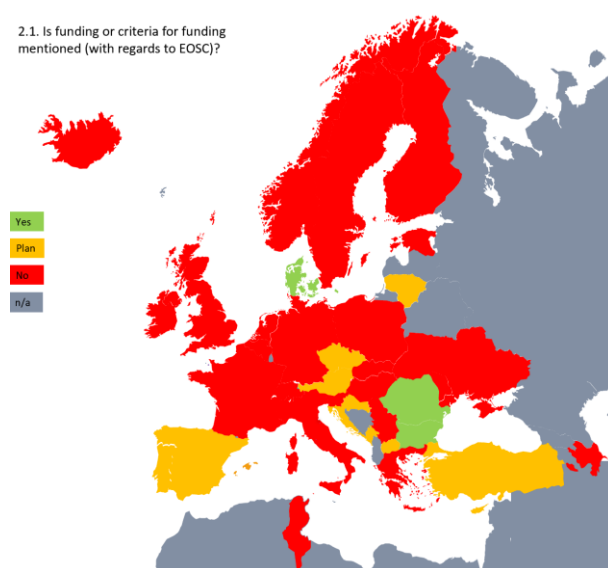 2.1. Is funding or criteria for funding
mentioned (with regards to EOSC)?
Yes
Plan
No
n/a